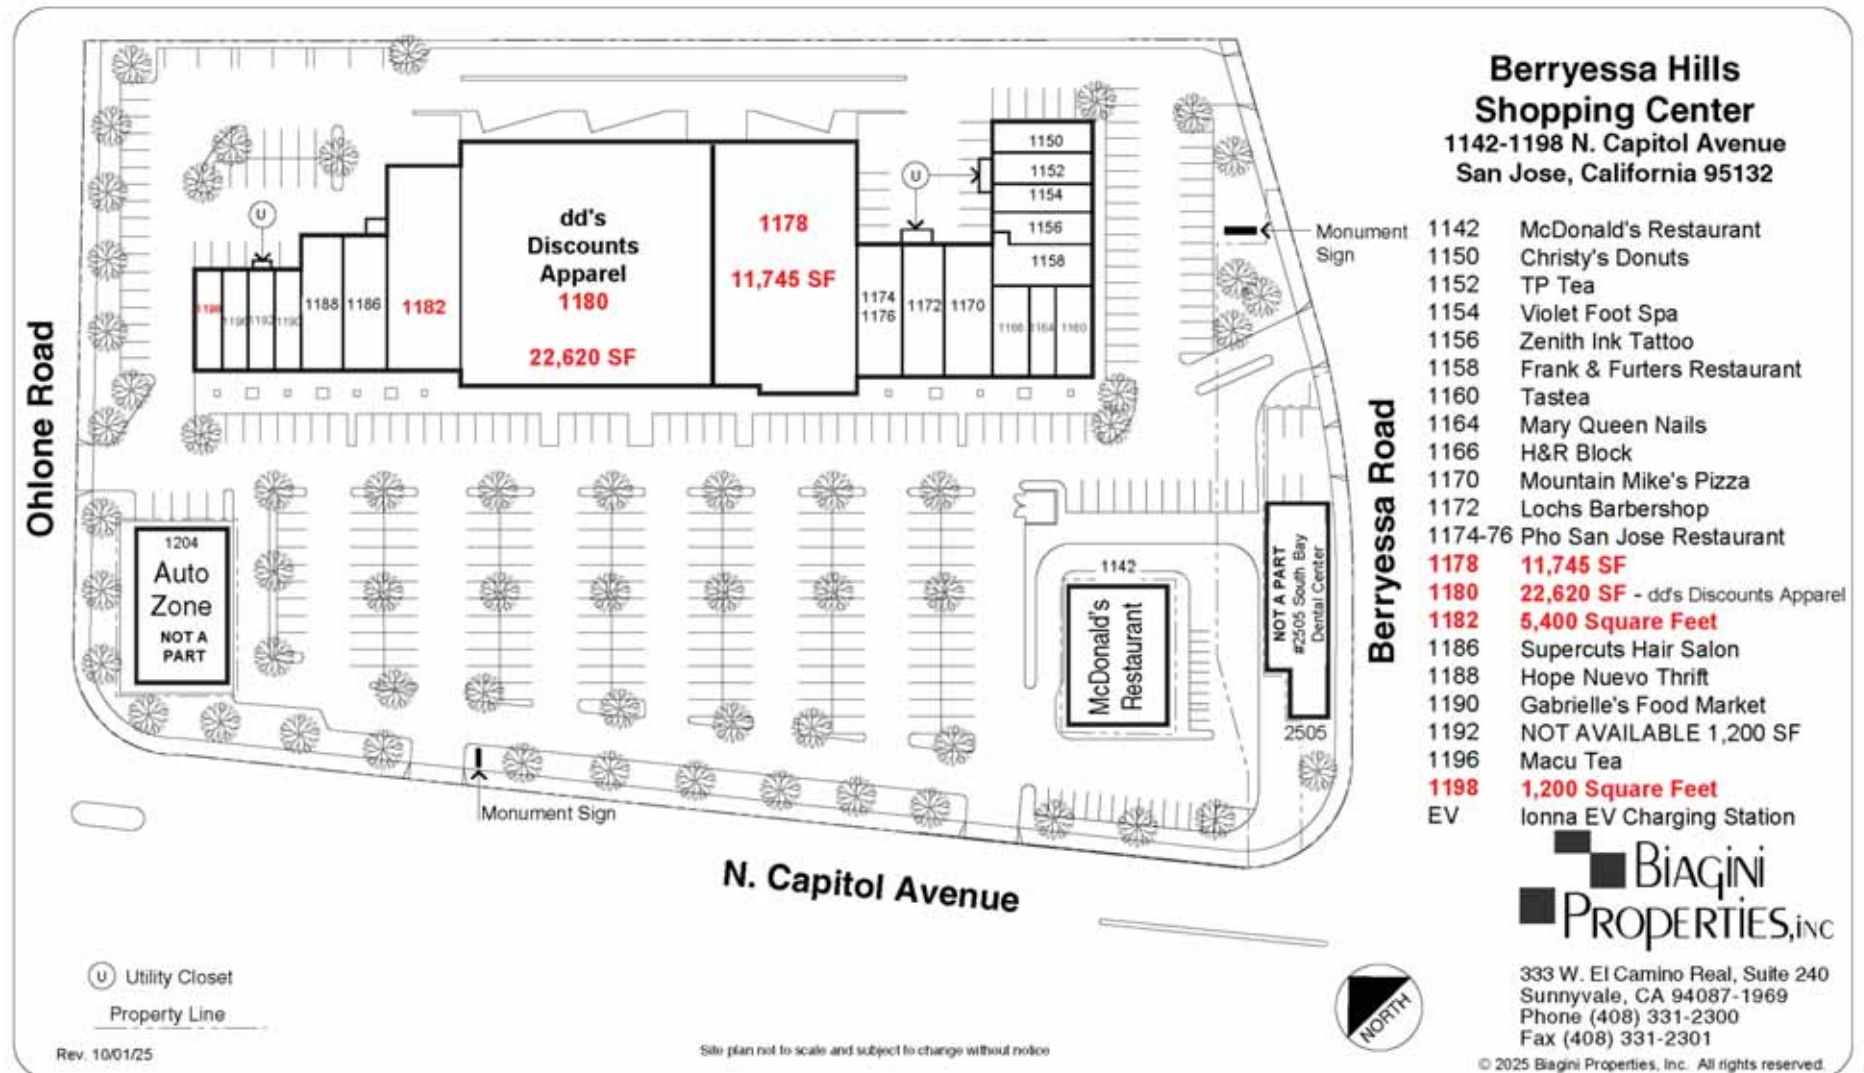 Berryessa Hills
Shopping Center
1142-1198 N. Capitol Avenue
San Jose, California 95132
1142 McDonald's Restaurant
1150 Christy's Donuts
1152 TP Tea
1154 Violet Foot Spa
1156 Zenith Ink Tattoo
1158 Frank & Furters Restaurant
1160 Tastea
1164 Mary Queen Nails
1166 H&R Block
1170 Mountain Mike's Pizza
1172 Lochs Barbershop
1174-76 Pho San Jose Restaurant
1178 11,745 SF
1180 22,620 SF - dd's Discounts Apparel
1182 5,400 Square Feet
1186 Supercuts Hair Salon
1188 Hope Nuevo Thrift
1190 Gabrielle's Food Market
1192 NOT AVAILABLE 1,200 SF
1196 Macu Tea
1198 1,200 Square Feet
EV Ionna EV Charging Station
BIAGINI
PROPERTIES, INC
333 W. El Camino Real, Suite 240
Sunnyvale, CA 94087-1969
Phone (408) 331-2300
Fax (408) 331-2301
© 2025 Biagini Properties, Inc. All rights reserved.
Ohlone Road
Berryessa Road
N. Capitol Avenue
Monument
Sign
Monument Sign
U
U
1198
1196
1192
1190
1188
1186
1182
dd's
Discounts
Apparel
1180
22,620 SF
1178
11,745 SF
1174
1176
1172
1170
1166
1164
1160
1150
1152
1154
1156
1158
1204
Auto
Zone
NOT A
PART
1142
McDonald's
Restaurant
NOT A PART
#2505 South Bay
Dental Center
2505
U Utility Closet
Property Line
Rev. 10/01/25
Site plan not to scale and subject to change without notice
NORTH